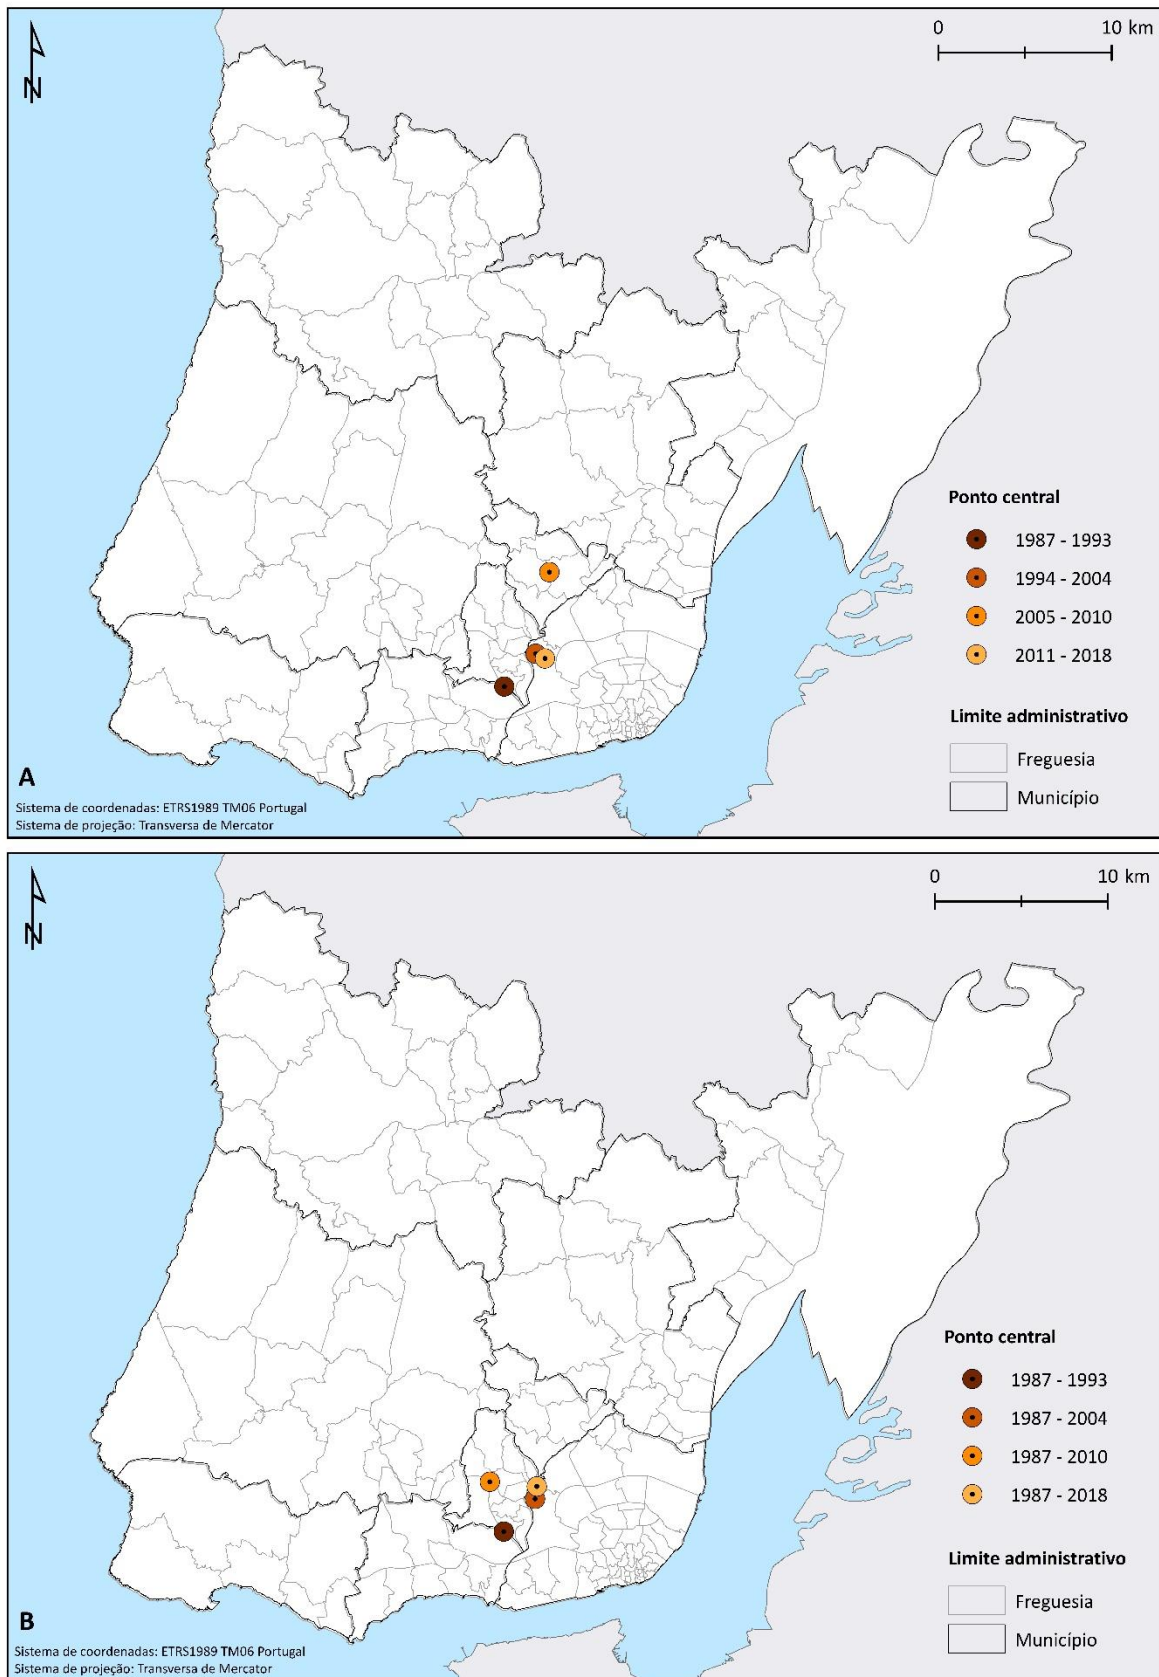 0 10 km
N
Ponto central
1987 - 1993
1994 - 2004
2005 - 2010
2011 - 2018
Limite administrativo
Freguesia
Município
A
Sistema de coordenadas: ETRS1989 TM06 Portugal
Sistema de projeção: Transversa de Mercator
0 10 km
N
Ponto central
1987 - 1993
1987 - 2004
1987 - 2010
1987 - 2018
Limite administrativo
Freguesia
Município
B
Sistema de coordenadas: ETRS1989 TM06 Portugal
Sistema de projeção: Transversa de Mercator